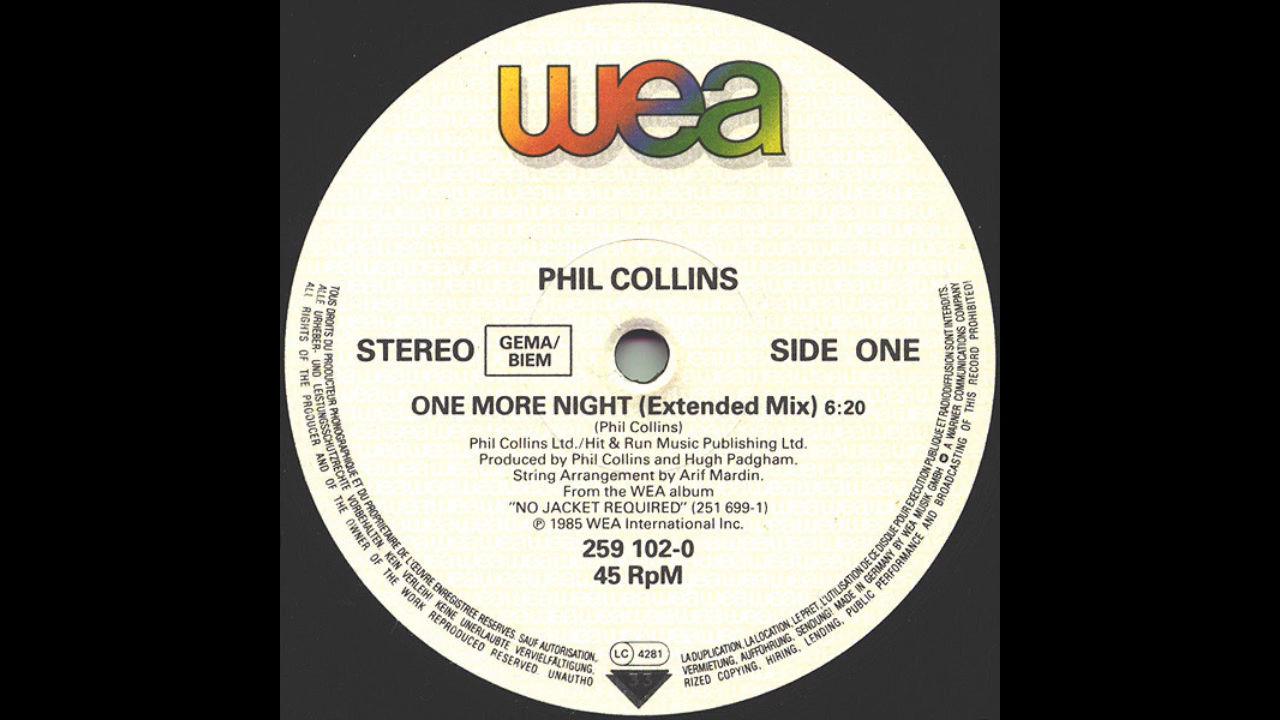 wea
PHIL COLLINS
STEREO
GEMA/
BIEM
SIDE ONE
ONE MORE NIGHT (Extended Mix) 6:20
(Phil Collins)
Phil Collins Ltd./Hit & Run Music Publishing Ltd.
Produced by Phil Collins and Hugh Padgham.
String Arrangement by Arif Mardin.
From the WEA album
"NO JACKET REQUIRED" (251 699-1)
℗ 1985 WEA International Inc.
259 102-0
45 RpM
TOUS DROITS DU PRODUCTEUR PHONOGRAPHIQUE ET DU PROPRIETAIRE DE L'ŒUVRE ENREGISTREE RESERVES. SAUF AUTORISATION,
LA DUPLICATION, LA LOCATION, LE PRET, L'UTILISATION DE CE DISQUE POUR EXECUTION PUBLIQUE ET RADIODIFFUSION SONT INTERDITS.
ALLE URHEBER- UND LEISTUNGSSCHUTZRECHTE VORBEHALTEN. KEIN VERLEIH! KEINE UNERLAUBTE VERVIELFÄLTIGUNG,
VERMIETUNG, AUFFÜHRUNG, SENDUNG! MADE IN GERMANY BY WEA MUSIK GMBH A WARNER COMMUNICATIONS COMPANY
ALL RIGHTS OF THE PRODUCER AND OF THE OWNER OF THE WORK REPRODUCED RESERVED. UNAUTHO
RIZED COPYING, HIRING, LENDING, PUBLIC PERFORMANCE AND BROADCASTING OF THIS RECORD PROHIBITED!
LC 4281
33